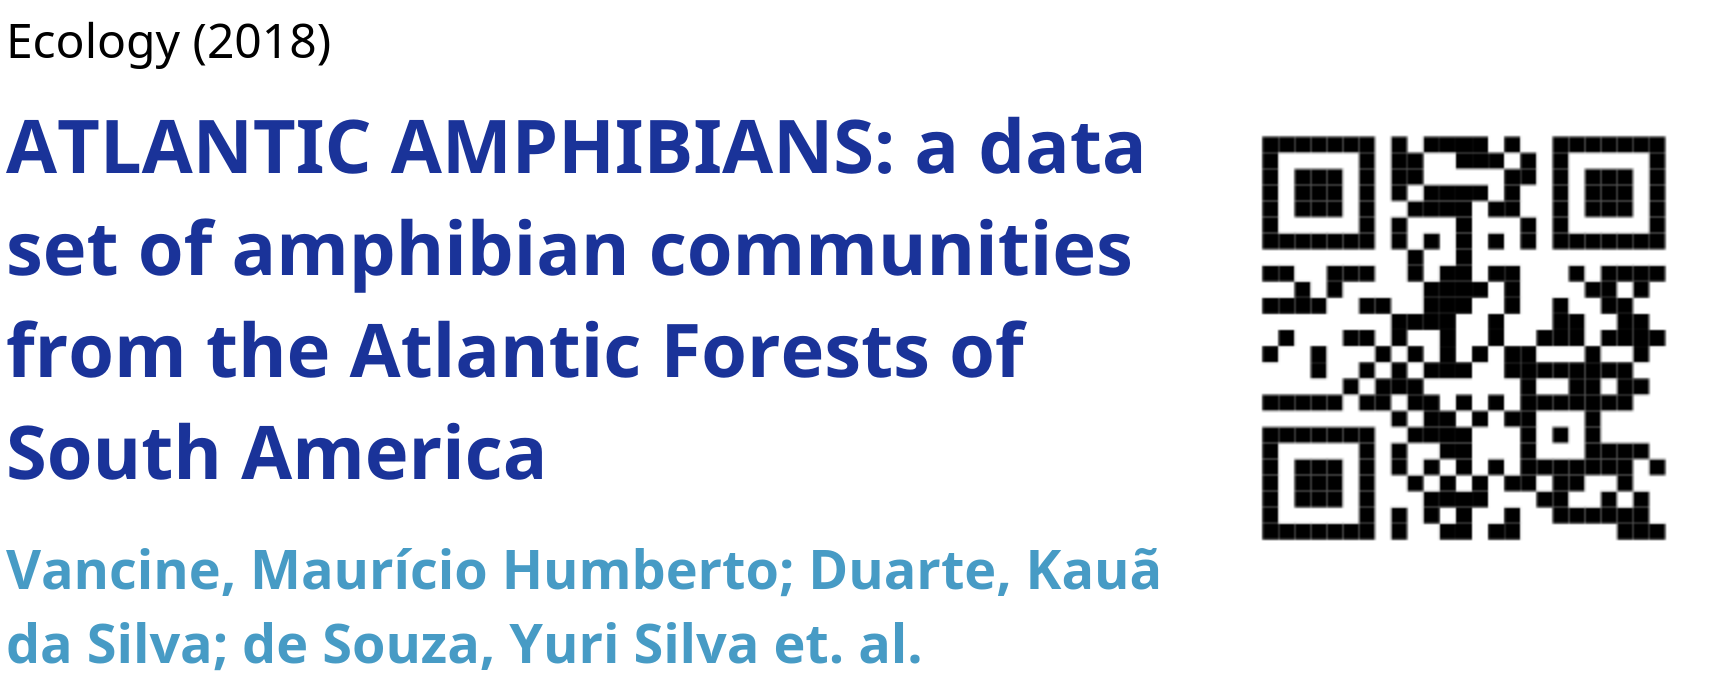 Ecology (2018)
ATLANTIC AMPHIBIANS: a data
set of amphibian communities
from the Atlantic Forests of
South America
Vancine, Maurício Humberto; Duarte, Kauã
da Silva; de Souza, Yuri Silva et. al.